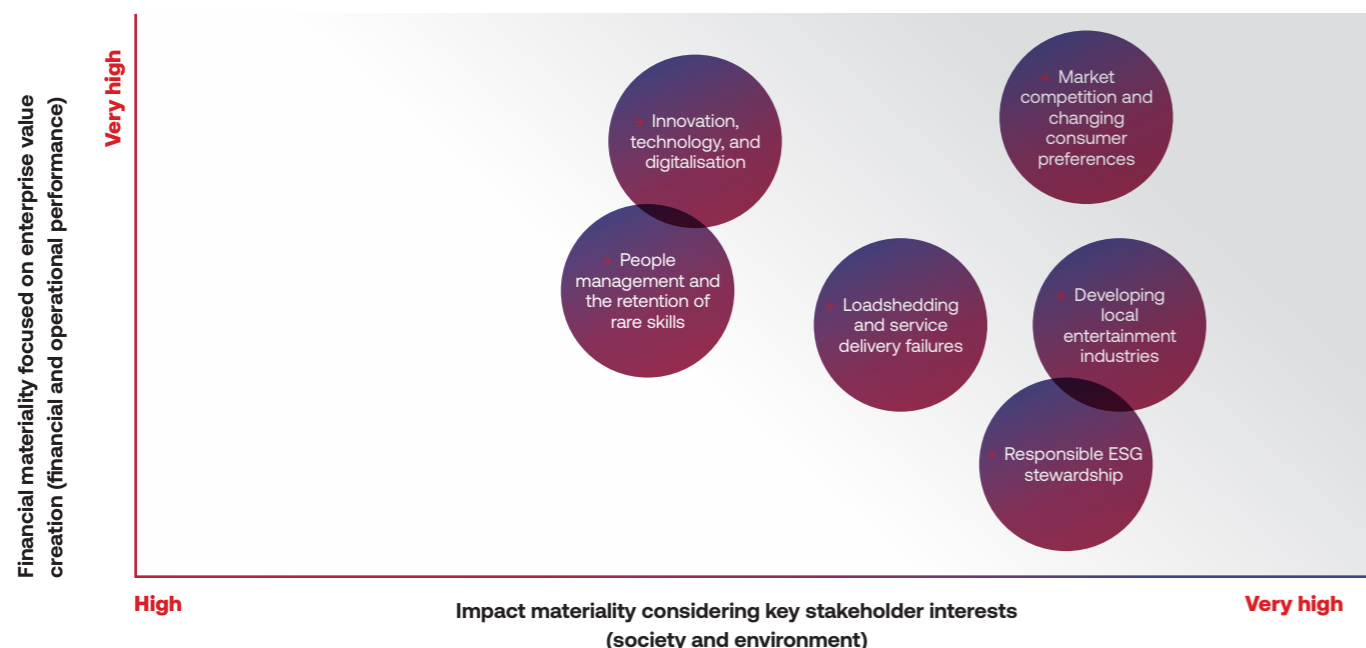 Financial materiality focused on enterprise value
creation (financial and operational performance)
Very high
Innovation,
technology, and
digitalisation
Market
competition and
changing
consumer
preferences
People
management and
the retention of
rare skills
Loadshedding
and service
delivery failures
Developing
local
entertainment
industries
Responsible ESG
stewardship
High
Impact materiality considering key stakeholder interests
(society and environment)
Very high